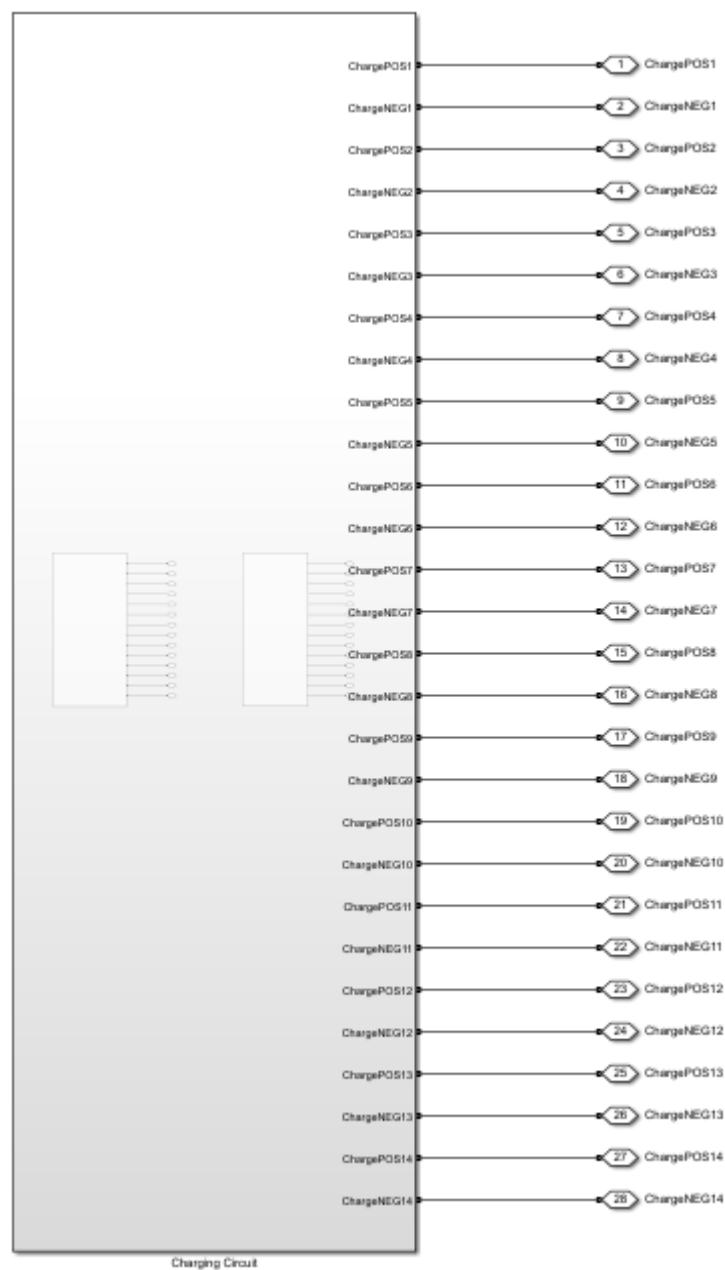 ChargePOS1 1 ChargePOS1
ChargeNEG1 2 ChargeNEG1
ChargePOS2 3 ChargePOS2
ChargeNEG2 4 ChargeNEG2
ChargePOS3 5 ChargePOS3
ChargeNEG3 6 ChargeNEG3
ChargePOS4 7 ChargePOS4
ChargeNEG4 8 ChargeNEG4
ChargePOS5 9 ChargePOS5
ChargeNEG5 10 ChargeNEG5
ChargePOS6 11 ChargePOS6
ChargeNEG6 12 ChargeNEG6
ChargePOS7 13 ChargePOS7
ChargeNEG7 14 ChargeNEG7
ChargePOS8 15 ChargePOS8
ChargeNEG8 16 ChargeNEG8
ChargePOS9 17 ChargePOS9
ChargeNEG9 18 ChargeNEG9
ChargePOS10 19 ChargePOS10
ChargeNEG10 20 ChargeNEG10
ChargePOS11 21 ChargePOS11
ChargeNEG11 22 ChargeNEG11
ChargePOS12 23 ChargePOS12
ChargeNEG12 24 ChargeNEG12
ChargePOS13 25 ChargePOS13
ChargeNEG13 26 ChargeNEG13
ChargePOS14 27 ChargePOS14
ChargeNEG14 28 ChargeNEG14
Charging Circuit